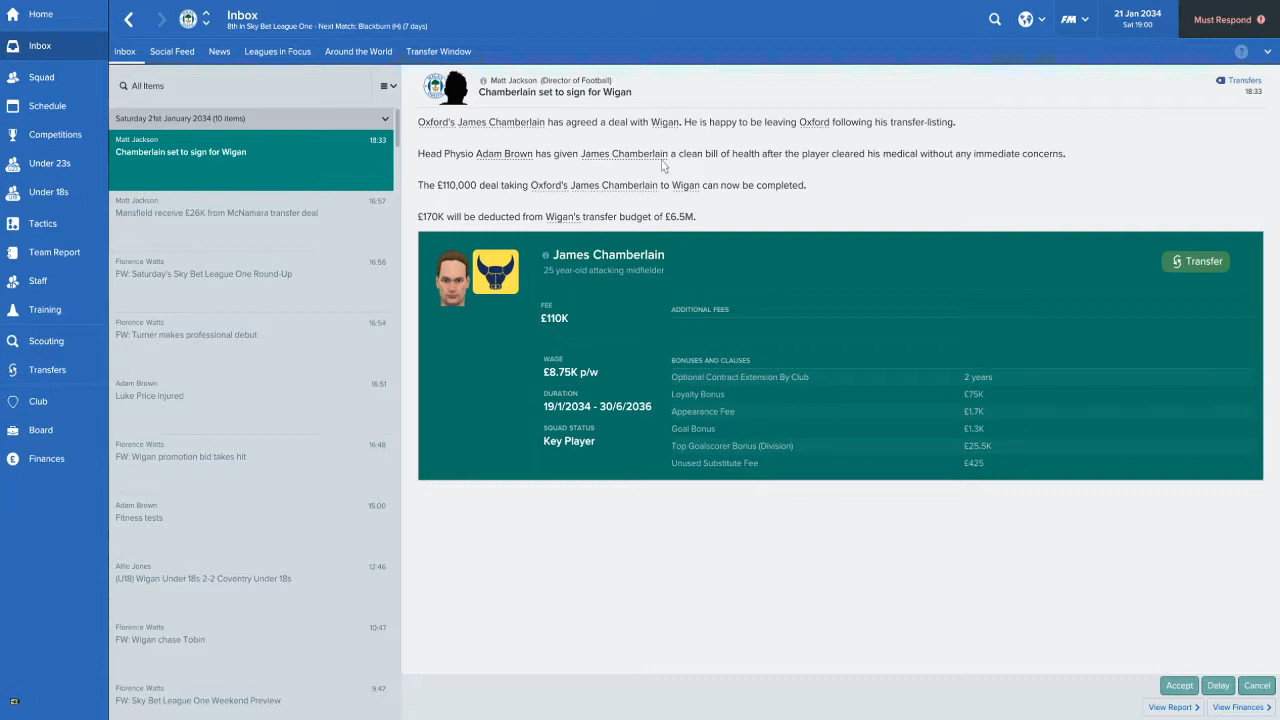 Home
Inbox
Squad
Schedule
Competitions
Under 23s
Under 18s
Tactics
Team Report
Staff
Training
Scouting
Transfers
Club
Board
Finances
Inbox
8th in Sky Bet League One - Next Match: Blackburn (H) (7 days)
FM
21 Jan 2034
Sat 19:00
Must Respond
Inbox
Social Feed
News
Leagues in Focus
Around the World
Transfer Window
All Items
Saturday 21st January 2034 (10 items)
Matt Jackson 18:33
Chamberlain set to sign for Wigan
Matt Jackson 16:57
Mansfield receive £26K from McNamara transfer deal
Florence Watts 16:56
FW: Saturday's Sky Bet League One Round-Up
Florence Watts 16:54
FW: Turner makes professional debut
Adam Brown 16:51
Luke Price injured
Florence Watts 16:48
FW: Wigan promotion bid takes hit
Adam Brown 15:00
Fitness tests
Alfie Jones 12:46
(U18) Wigan Under 18s 2-2 Coventry Under 18s
Florence Watts 10:47
FW: Wigan chase Tobin
Florence Watts 9:47
FW: Sky Bet League One Weekend Preview
Matt Jackson (Director of Football)
Chamberlain set to sign for Wigan
Transfers
18:33
Oxford's James Chamberlain has agreed a deal with Wigan. He is happy to be leaving Oxford following his transfer-listing.
Head Physio Adam Brown has given James Chamberlain a clean bill of health after the player cleared his medical without any immediate concerns.
The £110,000 deal taking Oxford's James Chamberlain to Wigan can now be completed.
£170K will be deducted from Wigan's transfer budget of £6.5M.
James Chamberlain
25 year-old attacking midfielder
Transfer
FEE
£110K
ADDITIONAL FEES
WAGE
£8.75K p/w
DURATION
19/1/2034 - 30/6/2036
SQUAD STATUS
Key Player
BONUSES AND CLAUSES
Optional Contract Extension By Club 2 years
Loyalty Bonus £75K
Appearance Fee £1.7K
Goal Bonus £1.3K
Top Goalscorer Bonus (Division) £25.5K
Unused Substitute Fee £425
Accept
Delay
Cancel
View Report
View Finances